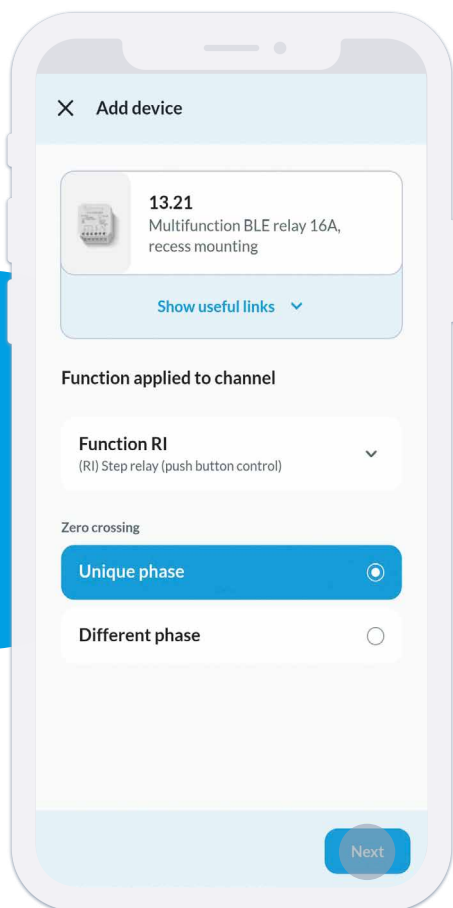 Add device
13.21
Multifunction BLE relay 16A,
recess mounting
Show useful links
Function applied to channel
Function RI
(RI) Step relay (push button control)
Zero crossing
Unique phase
Different phase
Next